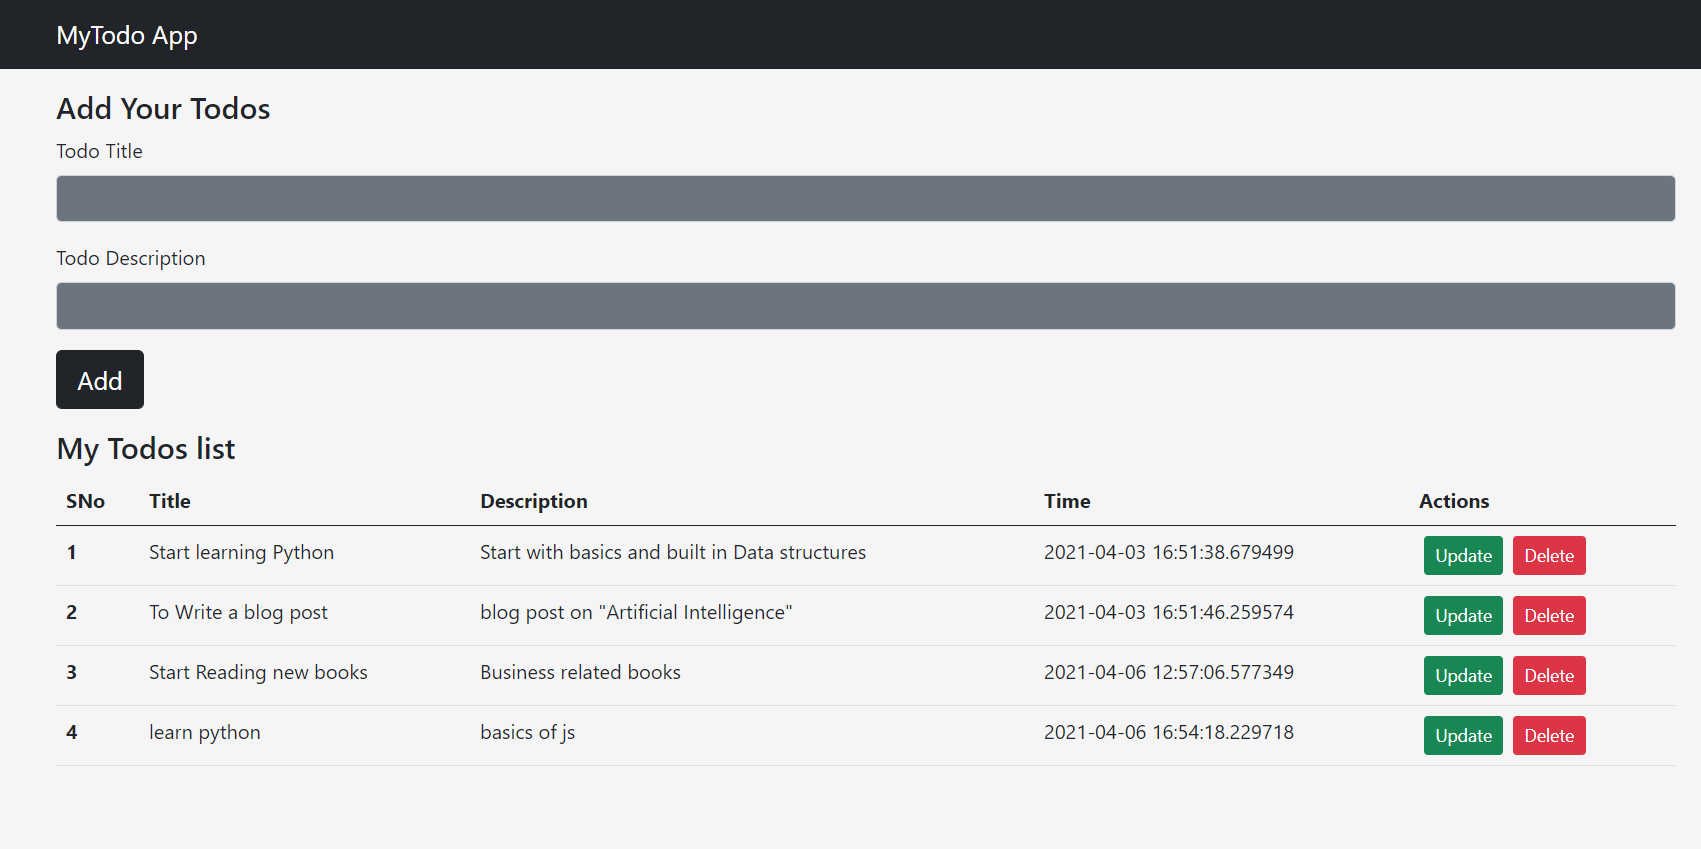 MyTodo App
Add Your Todos
Todo Title
Todo Description
Add
My Todos list
SNo Title Description Time Actions
1 Start learning Python Start with basics and built in Data structures 2021-04-03 16:51:38.679499 Update Delete
2 To Write a blog post blog post on "Artificial Intelligence" 2021-04-03 16:51:46.259574 Update Delete
3 Start Reading new books Business related books 2021-04-06 12:57:06.577349 Update Delete
4 learn python basics of js 2021-04-06 16:54:18.229718 Update Delete